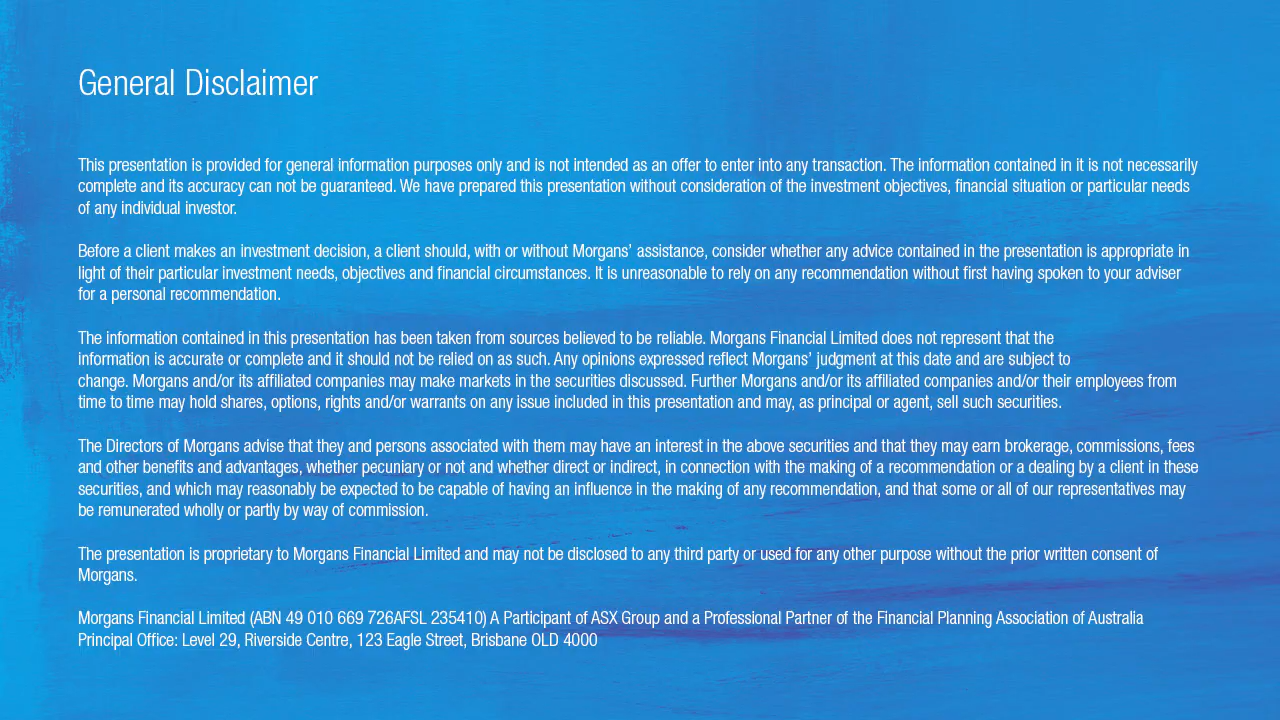 General Disclaimer
This presentation is provided for general information purposes only and is not intended as an offer to enter into any transaction. The information contained in it is not necessarily
complete and its accuracy can not be guaranteed. We have prepared this presentation without consideration of the investment objectives, financial situation or particular needs
of any individual investor.
Before a client makes an investment decision, a client should, with or without Morgans' assistance, consider whether any advice contained in the presentation is appropriate in
light of their particular investment needs, objectives and financial circumstances. It is unreasonable to rely on any recommendation without first having spoken to your adviser
for a personal recommendation.
The information contained in this presentation has been taken from sources believed to be reliable. Morgans Financial Limited does not represent that the
information is accurate or complete and it should not be relied on as such. Any opinions expressed reflect Morgans' judgment at this date and are subject to
change. Morgans and/or its affiliated companies may make markets in the securities discussed. Further Morgans and/or its affiliated companies and/or their employees from
time to time may hold shares, options, rights and/or warrants on any issue included in this presentation and may, as principal or agent, sell such securities.
The Directors of Morgans advise that they and persons associated with them may have an interest in the above securities and that they may earn brokerage, commissions, fees
and other benefits and advantages, whether pecuniary or not and whether direct or indirect, in connection with the making of a recommendation or a dealing by a client in these
securities, and which may reasonably be expected to be capable of having an influence in the making of any recommendation, and that some or all of our representatives may
be remunerated wholly or partly by way of commission.
The presentation is proprietary to Morgans Financial Limited and may not be disclosed to any third party or used for any other purpose without the prior written consent of
Morgans.
Morgans Financial Limited (ABN 49 010 669 726AFSL 235410) A Participant of ASX Group and a Professional Partner of the Financial Planning Association of Australia
Principal Office: Level 29, Riverside Centre, 123 Eagle Street, Brisbane OLD 4000